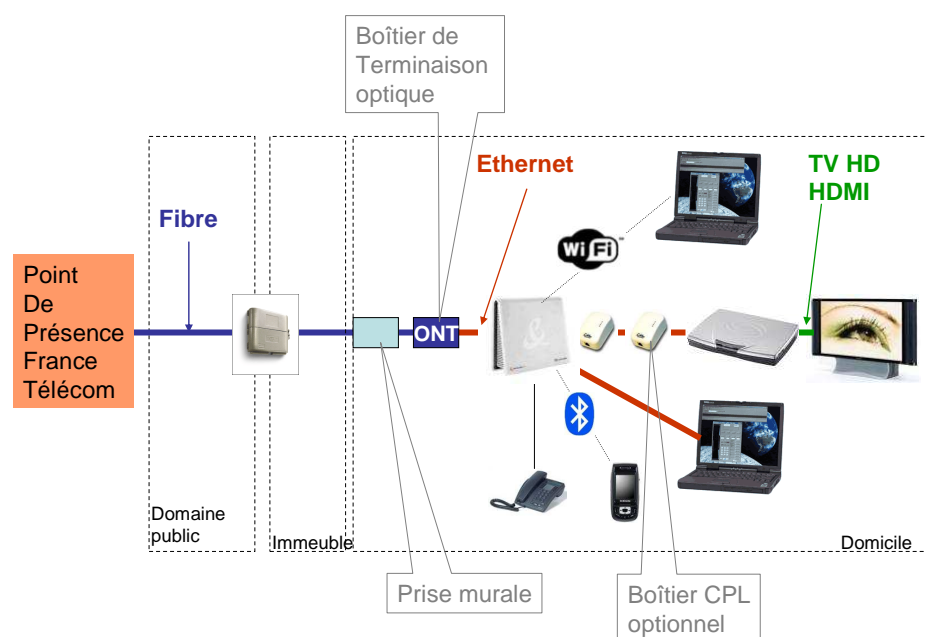 Boîtier de
Terminaison
optique
Ethernet
TV HD
HDMI
Fibre
WiFi
Point
De
Présence
France
Télécom
ONT
&
Domaine
public
Immeuble
Domicile
Prise murale
Boîtier CPL
optionnel